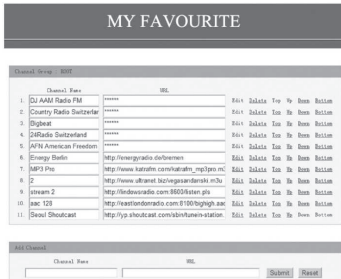 MY FAVOURITE
Channel Group : ROOT
Channel Name URL
1. DJ AAM Radio FM ****** Edit Delete Top Up Down Bottom
2. Country Radio Switzerlar ****** Edit Delete Top Up Down Bottom
3. Bigbeat ****** Edit Delete Top Up Down Bottom
4. 24Radio Switzerland ****** Edit Delete Top Up Down Bottom
5. AFN American Freedom ****** Edit Delete Top Up Down Bottom
6. Energy Berlin http://energyradio.de/bremen Edit Delete Top Up Down Bottom
7. MP3 Pro http://www.katrafm.com/katrafm_mp3pro.m3 Edit Delete Top Up Down Bottom
8. 2 http://www.ultranet.biz/vegasandarski.m3u Edit Delete Top Up Down Bottom
9. stream 2 http://lindowsradio.com:8600/listen.pls Edit Delete Top Up Down Bottom
10. aac 128 http://eastlondonradio.com:8100/bighigh.aac Edit Delete Top Up Down Bottom
11. Seoul Shoutcast http://yp.shoutcast.com/sbin/tunein-station. Edit Delete Top Up Down Bottom
Add Channel
Channel Name URL
Submit Reset